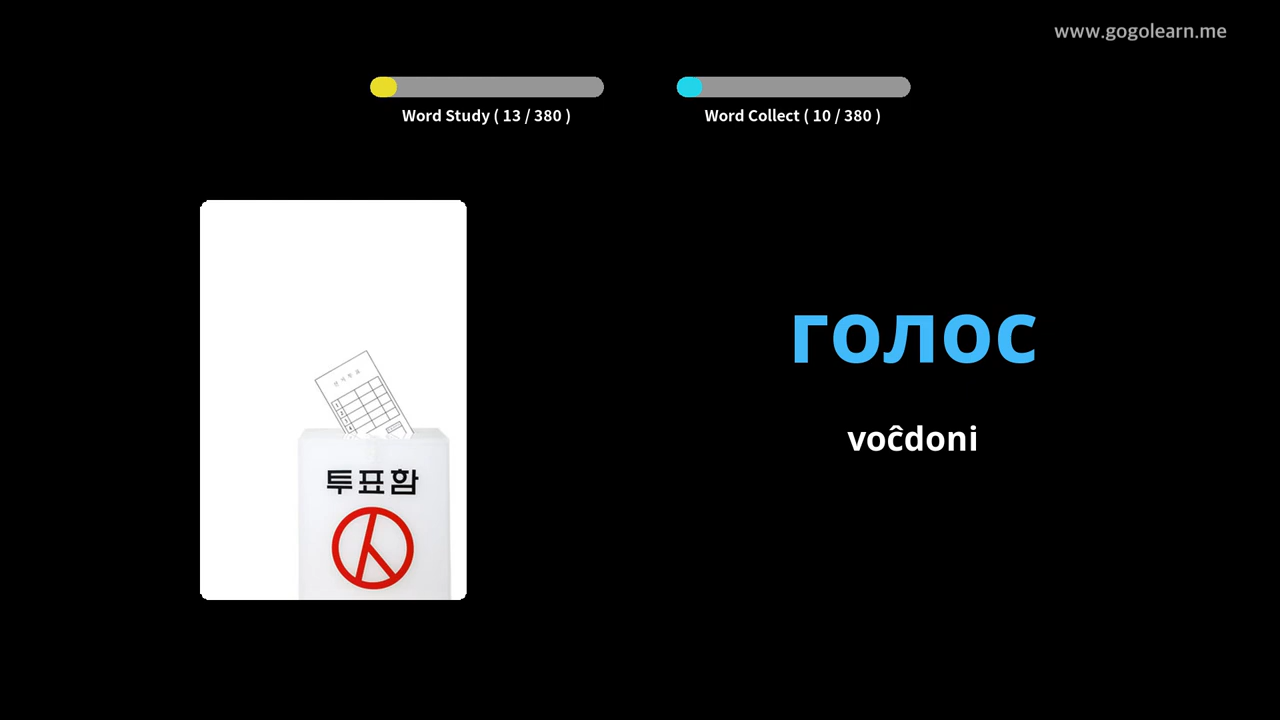 www.gogolearn.me
Word Study ( 13 / 380 )
Word Collect ( 10 / 380 )
голос
voĉdoni
투표함